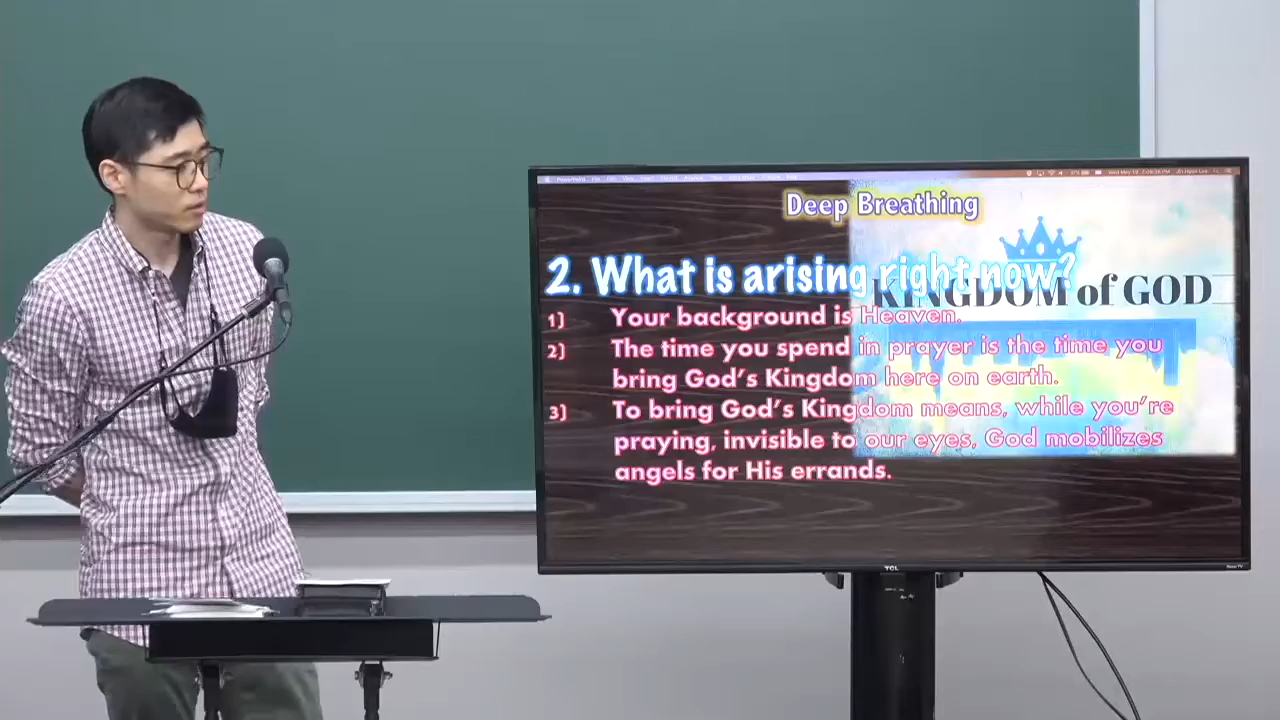 Deep Breathing
2. What is arising right now?
KINGDOM of GOD
1) Your background is Heaven.
2) The time you spend in prayer is the time you
bring God's Kingdom here on earth.
3) To bring God's Kingdom means, while you're
praying, invisible to our eyes, God mobilizes
angels for His errands.
TCL